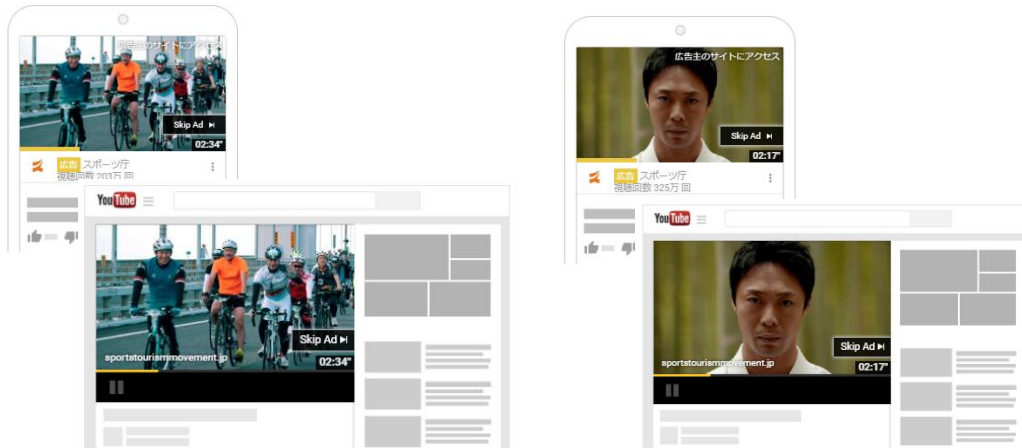 広告主のサイトにアクセス
Skip Ad
02:34"
広告 スポーツ庁
視聴回数 203万 回
YouTube
Skip Ad
sportstourismmovement.jp
02:34"
広告主のサイトにアクセス
Skip Ad
02:17"
広告 スポーツ庁
視聴回数 325万 回
YouTube
Skip Ad
sportstourismmovement.jp
02:17"